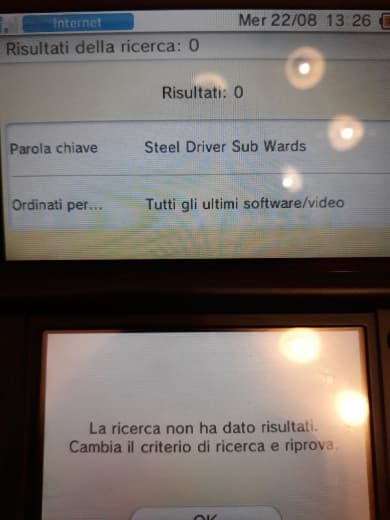 Internet
Mer 22/08 13:26
Risultati della ricerca: 0
Risultati: 0
Parola chiave Steel Driver Sub Wards
Ordinati per... Tutti gli ultimi software/video
La ricerca non ha dato risultati.
Cambia il criterio di ricerca e riprova.
OK